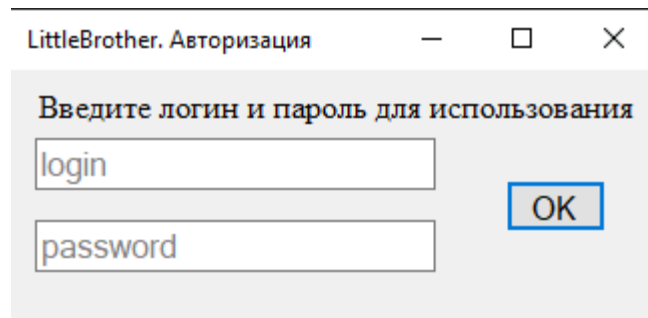 LittleBrother. Авторизация
Введите логин и пароль для использования
login
OK
password